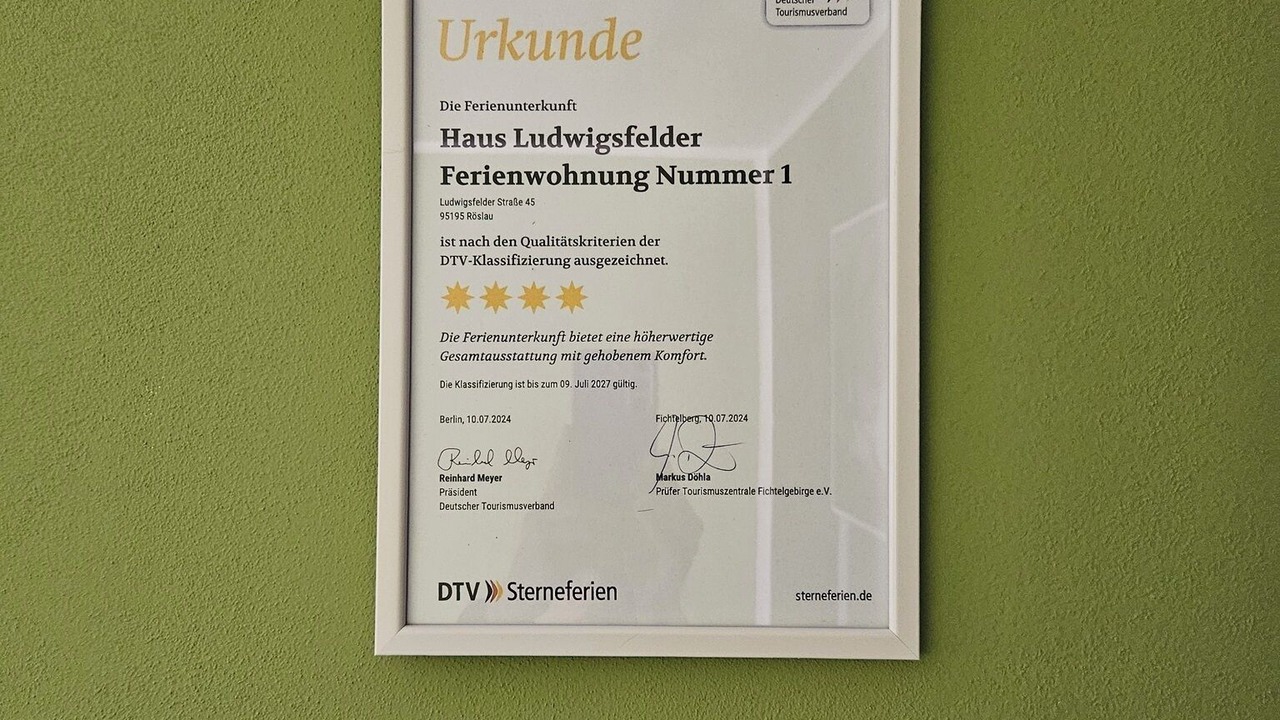 Deutscher
Tourismusverband
Urkunde
Die Ferienunterkunft
Haus Ludwigsfelder
Ferienwohnung Nummer 1
Ludwigsfelder Straße 45
95195 Röslau
ist nach den Qualitätskriterien der
DTV-Klassifizierung ausgezeichnet.
Die Ferienunterkunft bietet eine höherwertige
Gesamtausstattung mit gehobenem Komfort.
Die Klassifizierung ist bis zum 09. Juli 2027 gültig.
Berlin, 10.07.2024
Fichtelberg, 10.07.2024
Reinhard Meyer
Reinhard Meyer
Präsident
Deutscher Tourismusverband
Markus Döhla
Prüfer Tourismuszentrale Fichtelgebirge e.V.
DTV Sterneferien
sterneferien.de